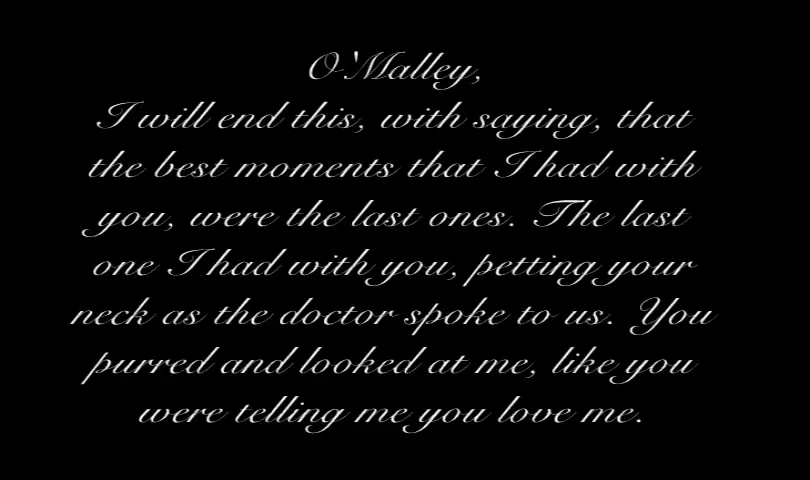 O'Malley,
I will end this, with saying, that
the best moments that I had with
you, were the last ones. The last
one I had with you, petting your
neck as the doctor spoke to us. You
purred and looked at me, like you
were telling me you love me.